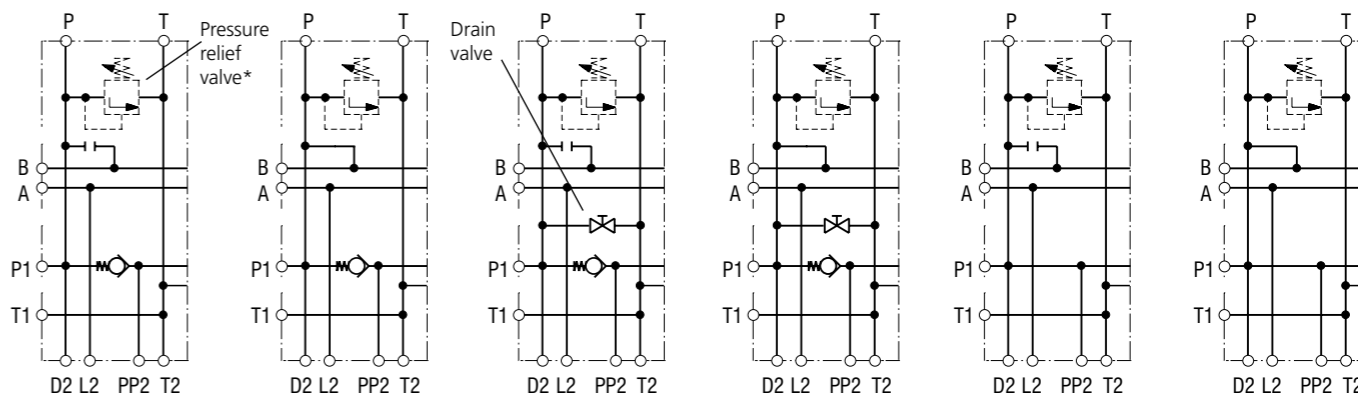 P T P T P T P T P T P T
Pressure
relief
valve*
Drain
valve
B B B B B B
A A A A A A
P1 P1 P1 P1 P1 P1
T1 T1 T1 T1 T1 T1
D2 L2 PP2 T2 D2 L2 PP2 T2 D2 L2 PP2 T2 D2 L2 PP2 T2 D2 L2 PP2 T2 D2 L2 PP2 T2